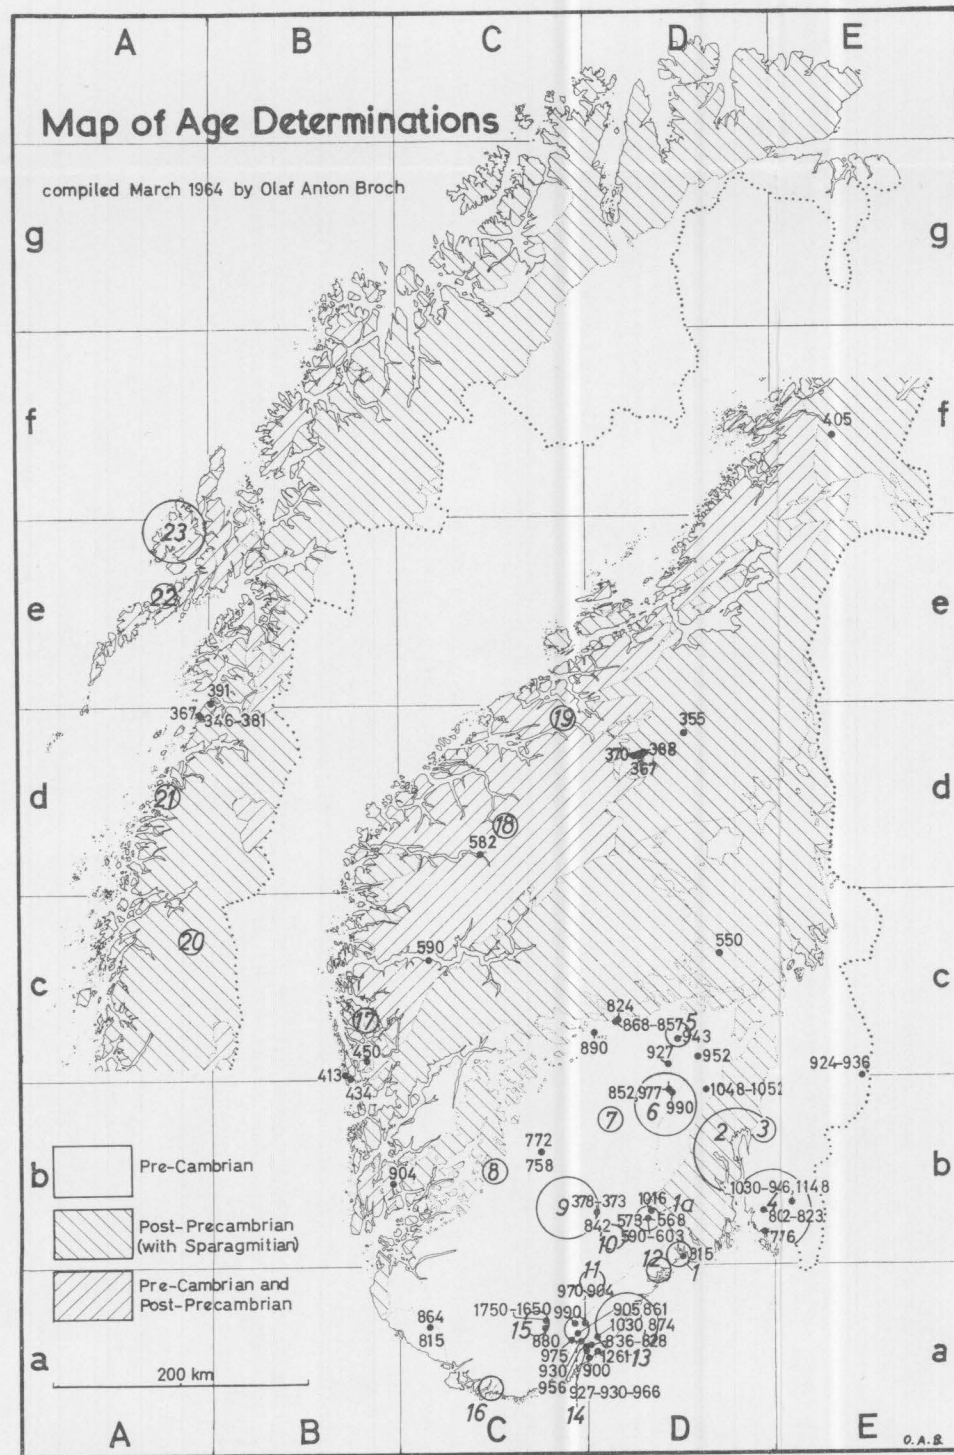 A B C D E
Map of Age Determinations
compiled March 1964 by Olaf Anton Broch
g g
f f
405
23
22
e e
391
367 346-381
19
355
370 388
367
d d
21
18
582
20
590
550
c c
17
824
868-857 5
943
890
927 952
450
413
434
924-936
852,977 1048-1052
990
6
7
2 3
772
758
8
b b
904
1030-946,1148
4
802-823
776
9 378-373 1016 1a
573-568
842-
590-603
10
12 815
1
11
970-904
864
815
1750-1650 990
15
905,861
1030,874
880
836-828
975 1261 13
930 900
956
927-930-966
16 14
a a
Pre-Cambrian
Post-Precambrian
(with Sparagmitian)
Pre-Cambrian and
Post-Precambrian
200 km
A B C D E
O.A.B.